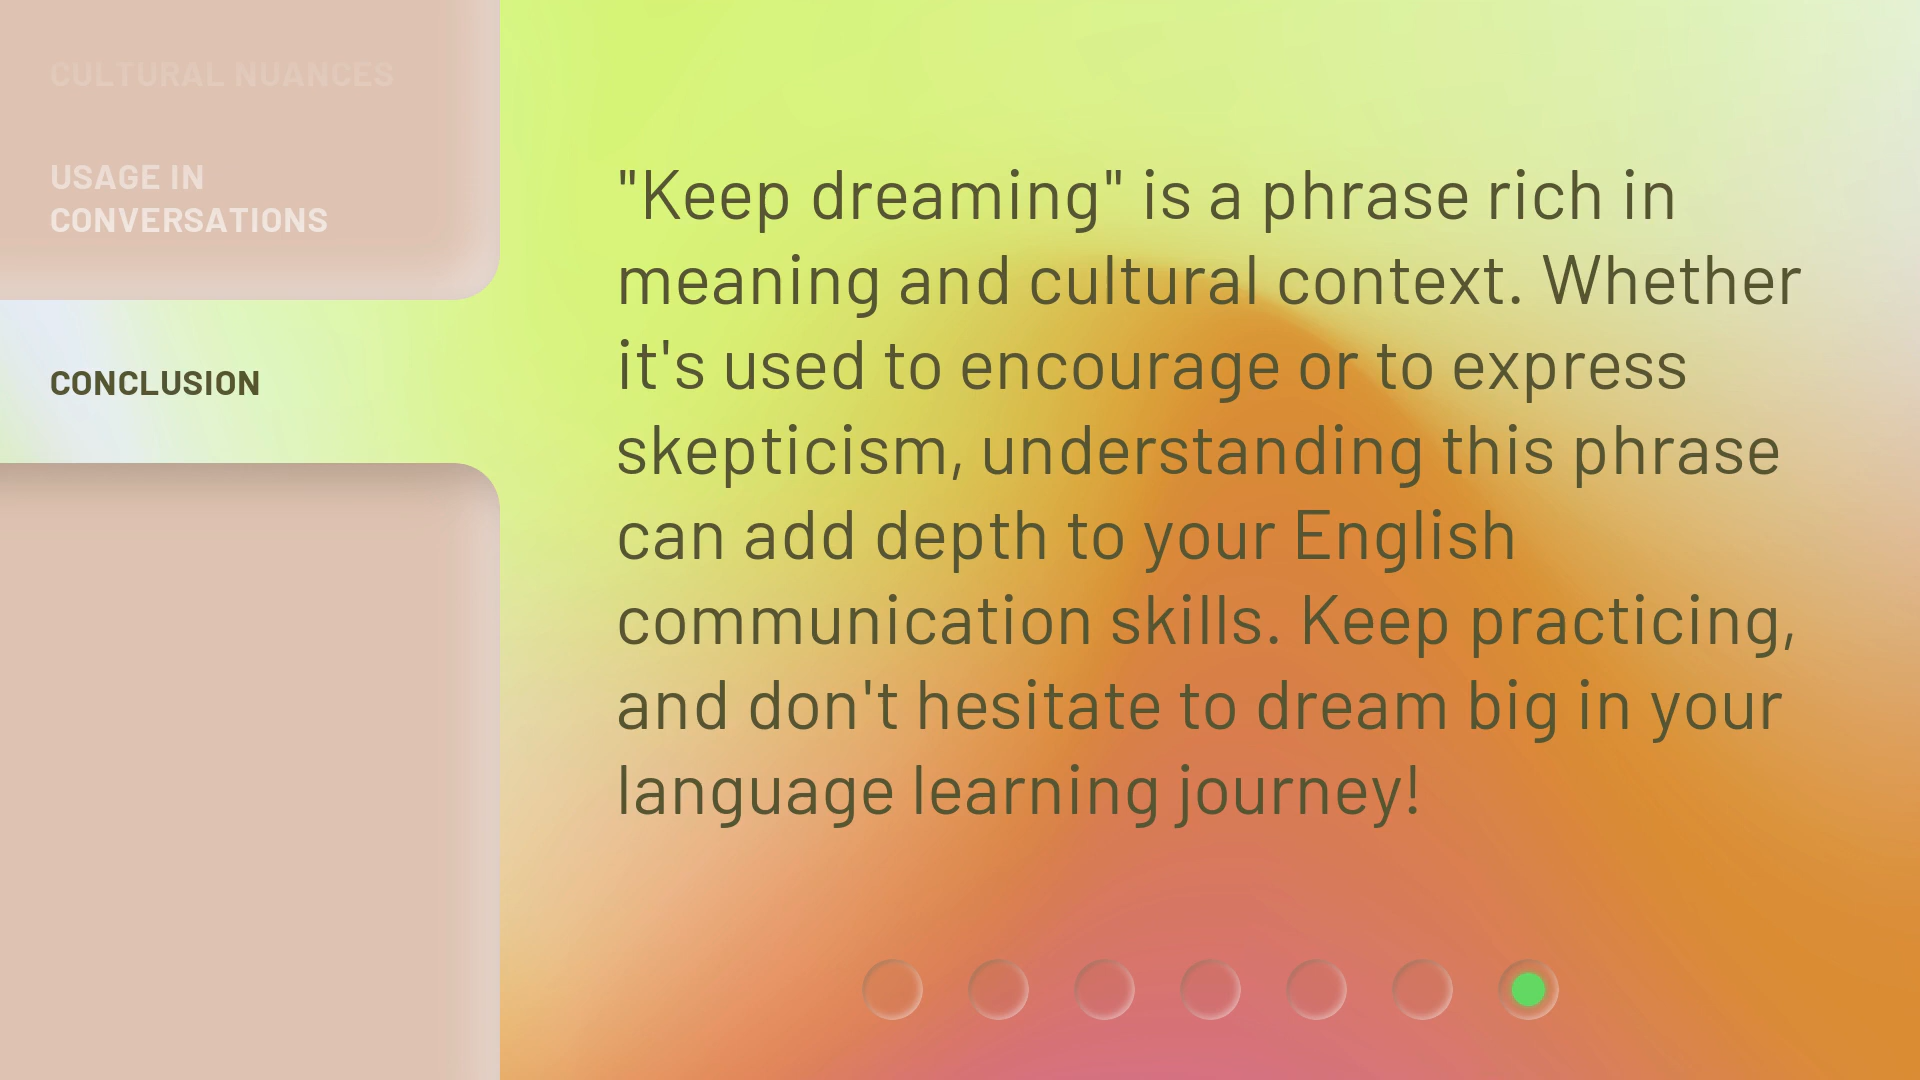 CULTURAL NUANCES
USAGE IN
CONVERSATIONS
CONCLUSION
"Keep dreaming" is a phrase rich in
meaning and cultural context. Whether
it's used to encourage or to express
skepticism, understanding this phrase
can add depth to your English
communication skills. Keep practicing,
and don't hesitate to dream big in your
language learning journey!